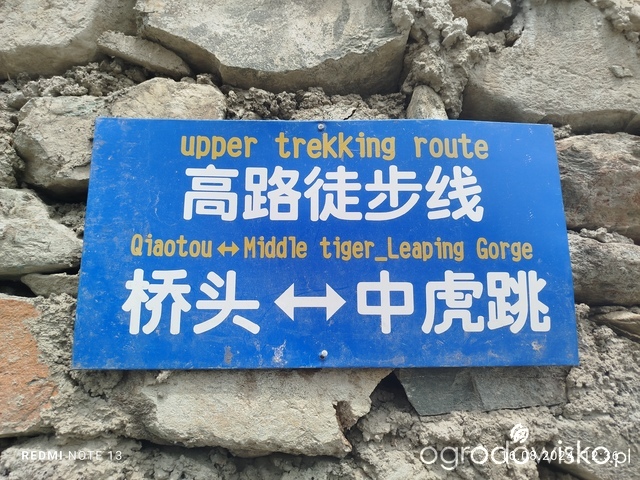 upper trekking route
高路徒步线
Qiaotou↔Middle tiger_Leaping Gorge
桥头↔中虎跳
REDMI NOTE 13
ogrodowisko.pl